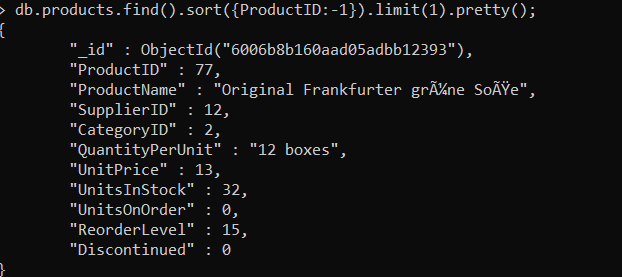 > db.products.find().sort({ProductID:-1}).limit(1).pretty();
{
        "_id" : ObjectId("6006b8b160aad05adbb12393"),
        "ProductID" : 77,
        "ProductName" : "Original Frankfurter grÃ¼ne SoÃŸe",
        "SupplierID" : 12,
        "CategoryID" : 2,
        "QuantityPerUnit" : "12 boxes",
        "UnitPrice" : 13,
        "UnitsInStock" : 32,
        "UnitsOnOrder" : 0,
        "ReorderLevel" : 15,
        "Discontinued" : 0
}